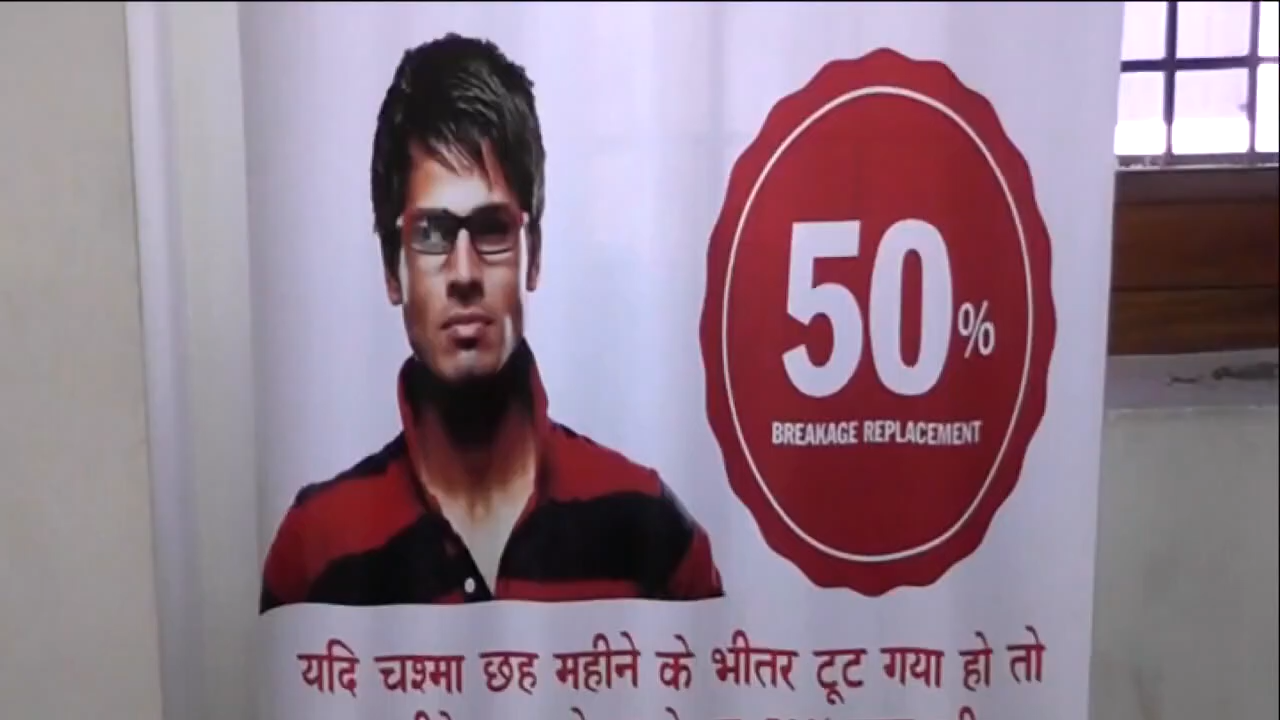 50%
BREAKAGE REPLACEMENT
यदि चश्मा छह महीने के भीतर टूट गया हो तो